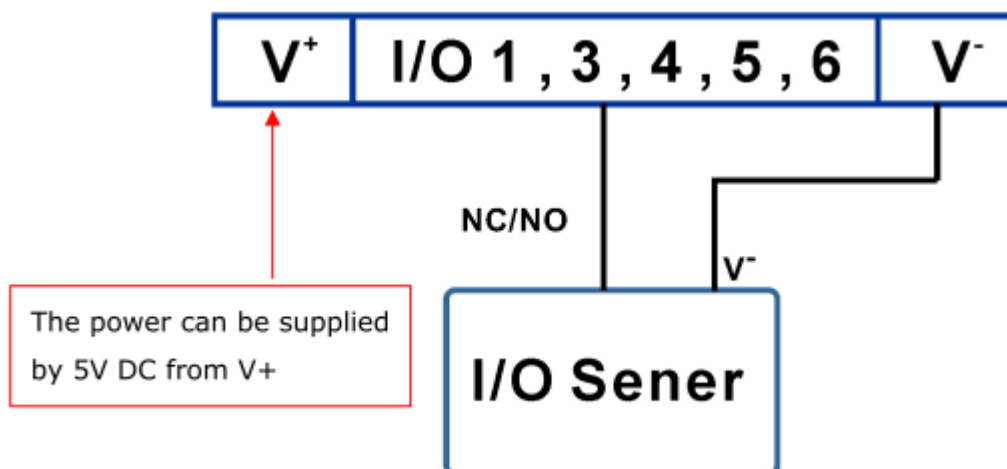 V⁺ I/O 1 , 3 , 4 , 5 , 6 V⁻
NC/NO
V⁻
The power can be supplied
by 5V DC from V+
I/O Sener